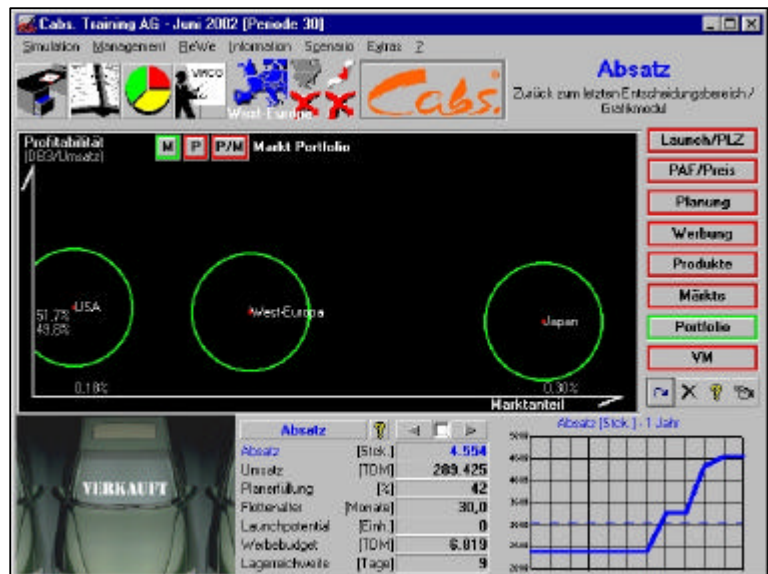 Cabs. Training AG - Juni 2002 [Periode 30]
Simulation Management ReWe Information Szenario Extras ?
West-Europa
Cabs.
Absatz
Zurück zum letzten Entscheidungsbereich / Grafikmodul
Profitabilität
(DB3/Umsatz)
M P P/M Markt Portfolio
USA
51,7%
49,8%
West-Europa
Japan
0,18%
0,30%
Marktanteil
Launch/PLZ
PAF/Preis
Planung
Werbung
Produkte
Märkte
Portfolio
VM
VERKAUFT
Absatz ?
Absatz [Stck.] 4.554
Umsatz [TDM] 289.425
Planerfüllung [%] 42
Flottenalter [Monate] 30,0
Launchpotential [Einh.] 0
Werbebudget [TDM] 6.819
Lagerreichweite [Tage] 9
Absatz [Stck.] - 1 Jahr